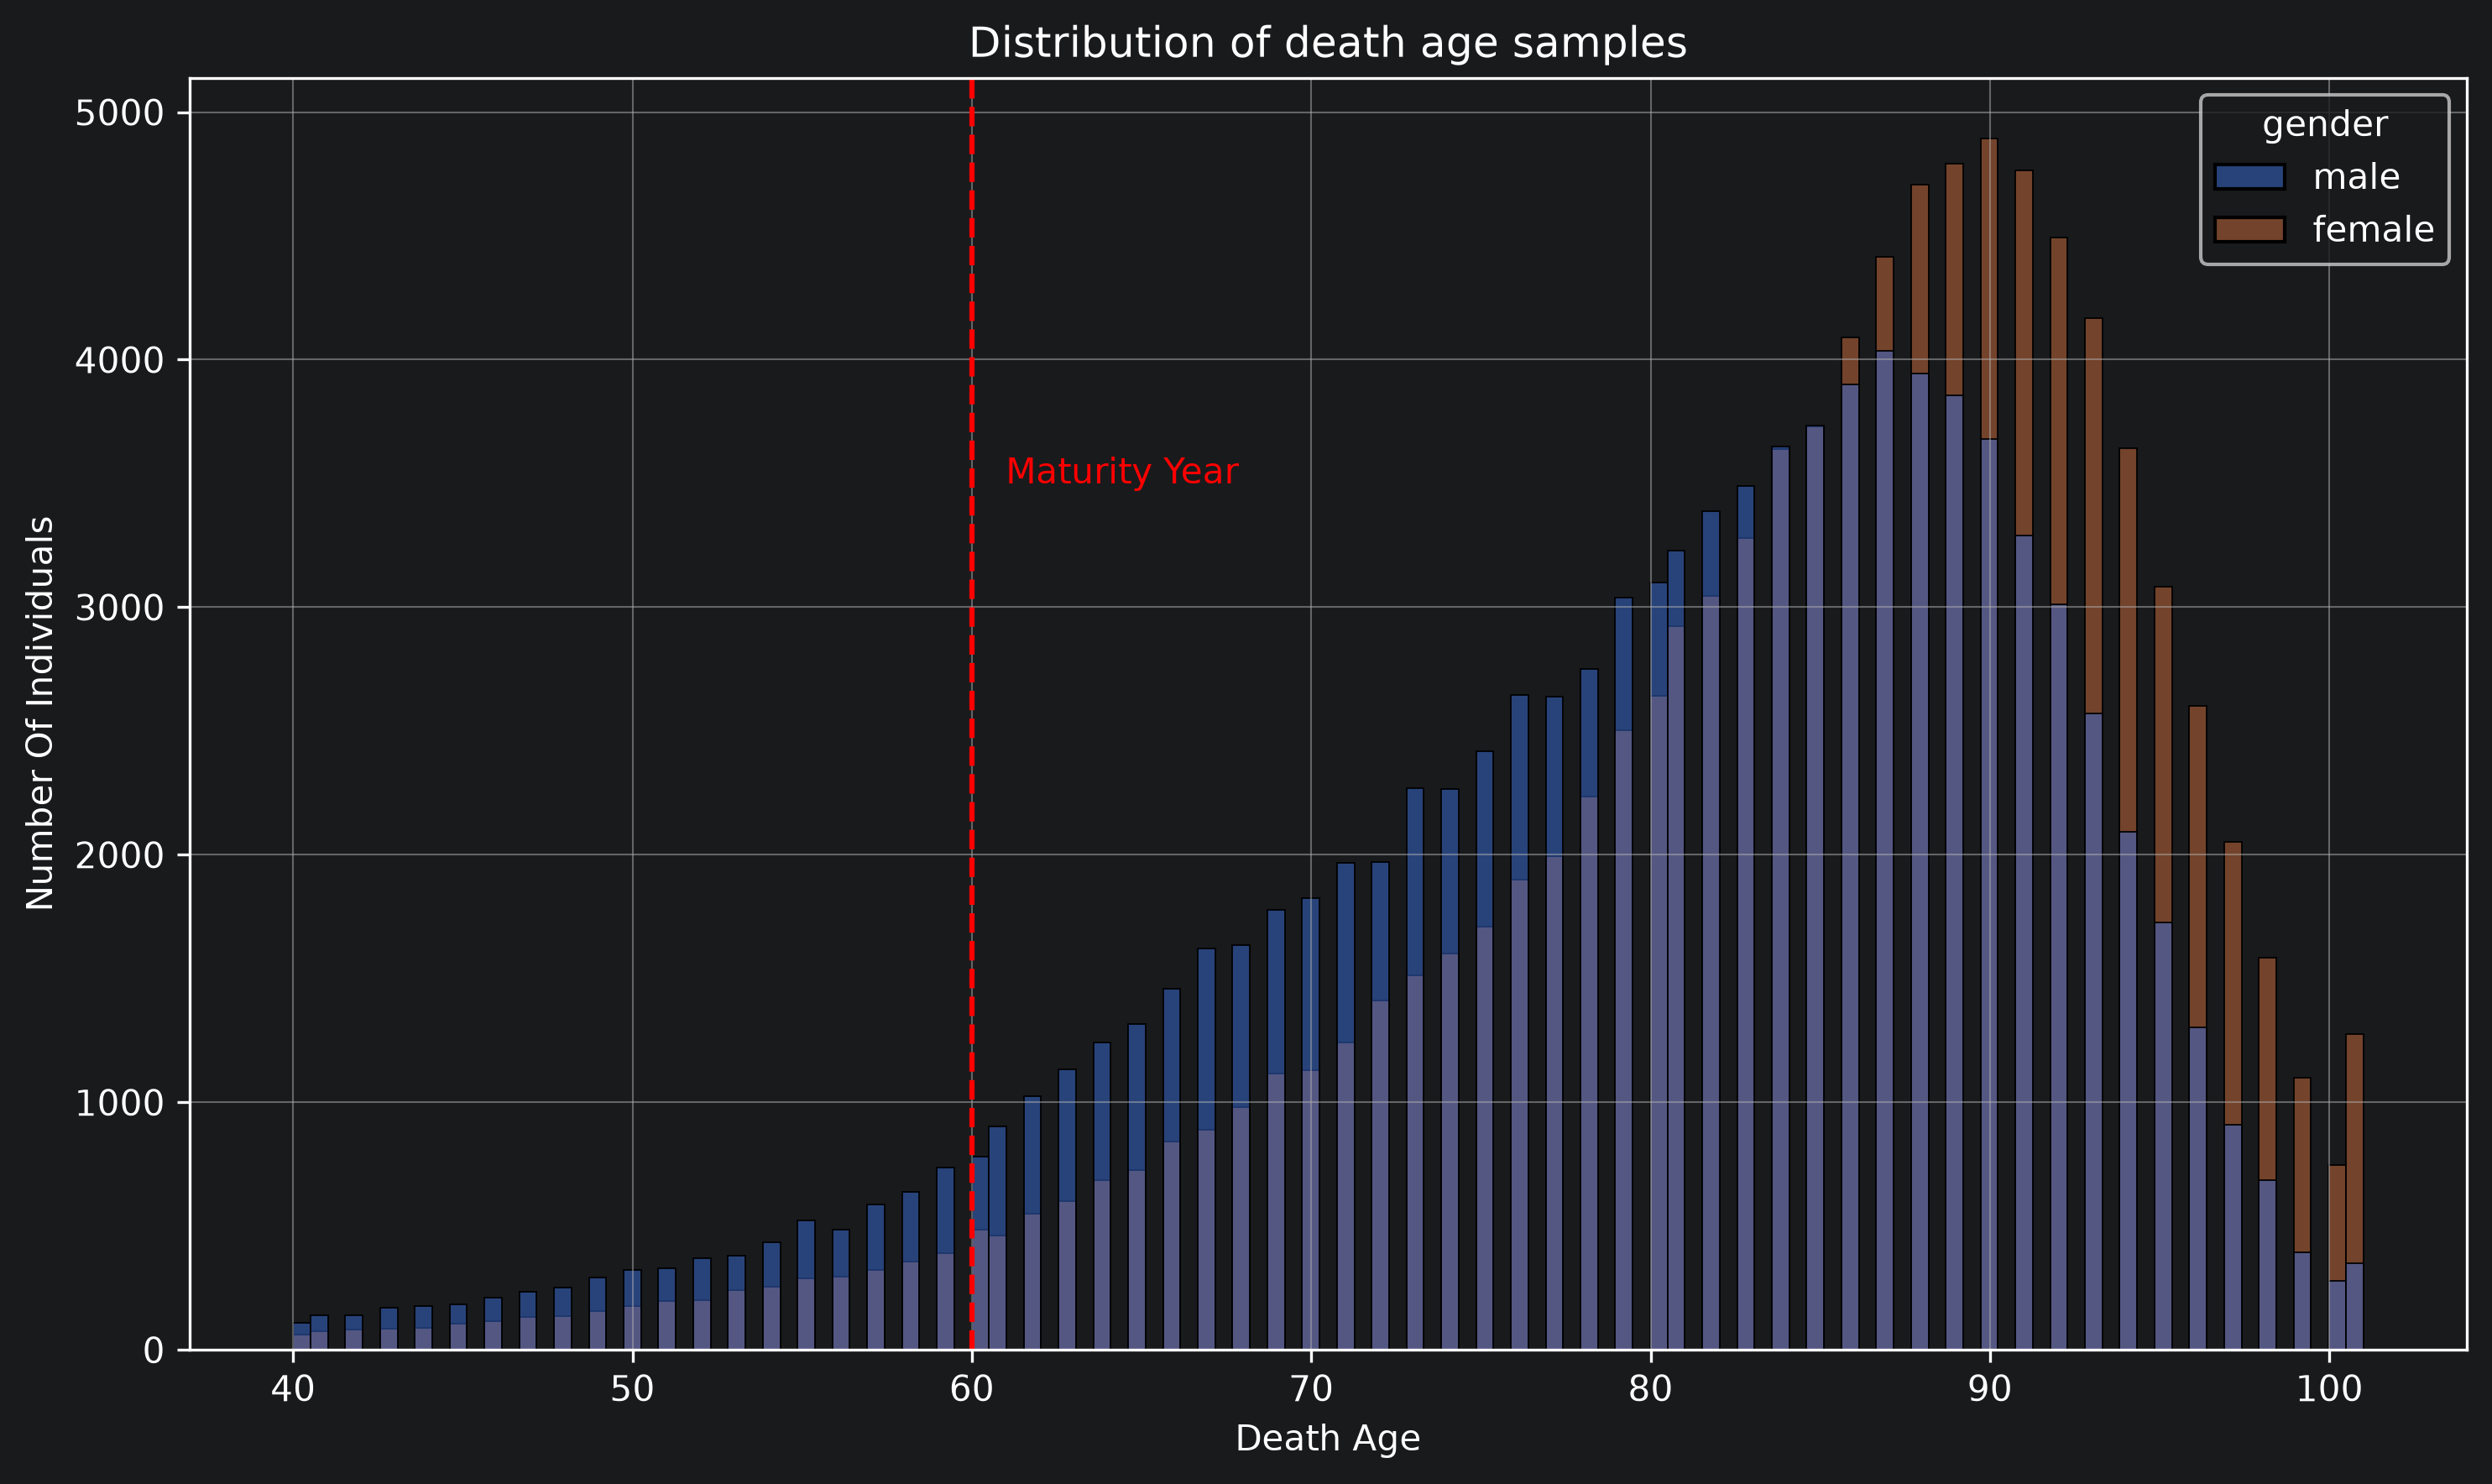 Distribution of death age samples
gender
male
female
Maturity Year
Number Of Individuals
5000
4000
3000
2000
1000
0
40 50 60 70 80 90 100
Death Age